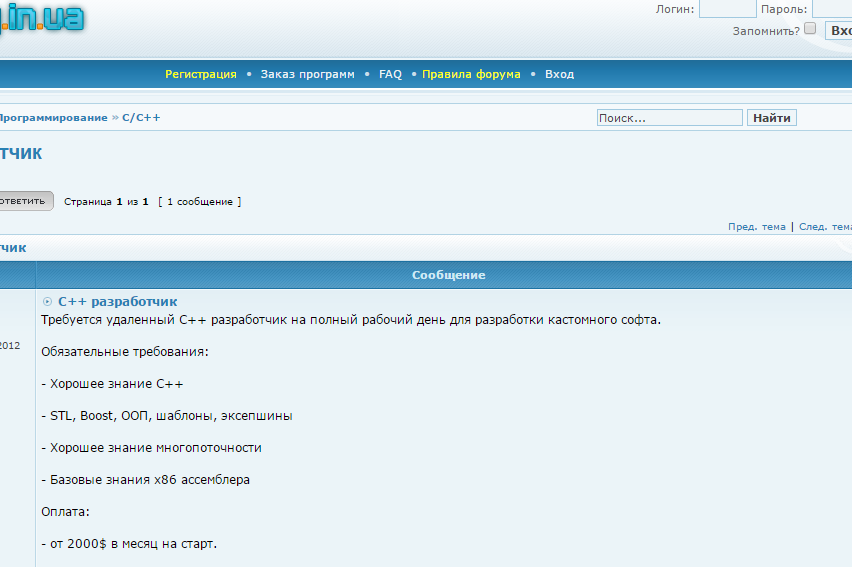 .in.ua
Логин: Пароль:
Запомнить?
Регистрация • Заказ программ • FAQ • Правила форума • Вход
Программирование » C/C++
Поиск... Найти
тчик
ответить Страница 1 из 1 [ 1 сообщение ]
Пред. тема | След. тема
чик
Сообщение
C++ разработчик
Требуется удаленный C++ разработчик на полный рабочий день для разработки кастомного софта.
2012
Обязательные требования:
- Хорошее знание C++
- STL, Boost, ООП, шаблоны, эксепшины
- Хорошее знание многопоточности
- Базовые знания x86 ассемблера
Оплата:
- от 2000$ в месяц на старт.